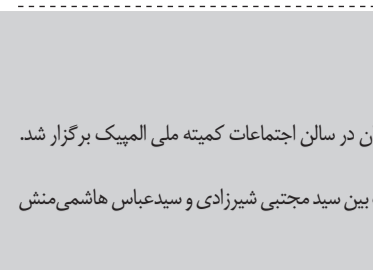 در سالن اجتماعات کمیته ملی المپیک برگزار شد.
بین سید مجتبی شیرزادی و سیدعباس هاشمی‌منش